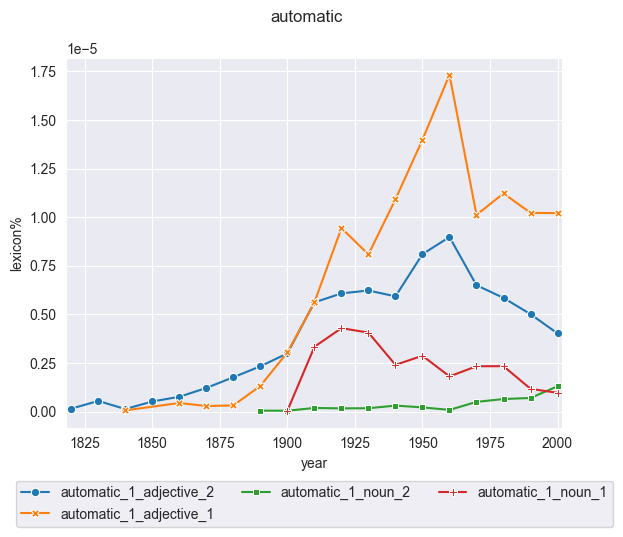 automatic
1e−5
1.75
1.50
1.25
1.00
0.75
0.50
0.25
0.00
lexicon%
1825 1850 1875 1900 1925 1950 1975 2000
year
automatic_1_adjective_2 automatic_1_noun_2 automatic_1_noun_1
automatic_1_adjective_1